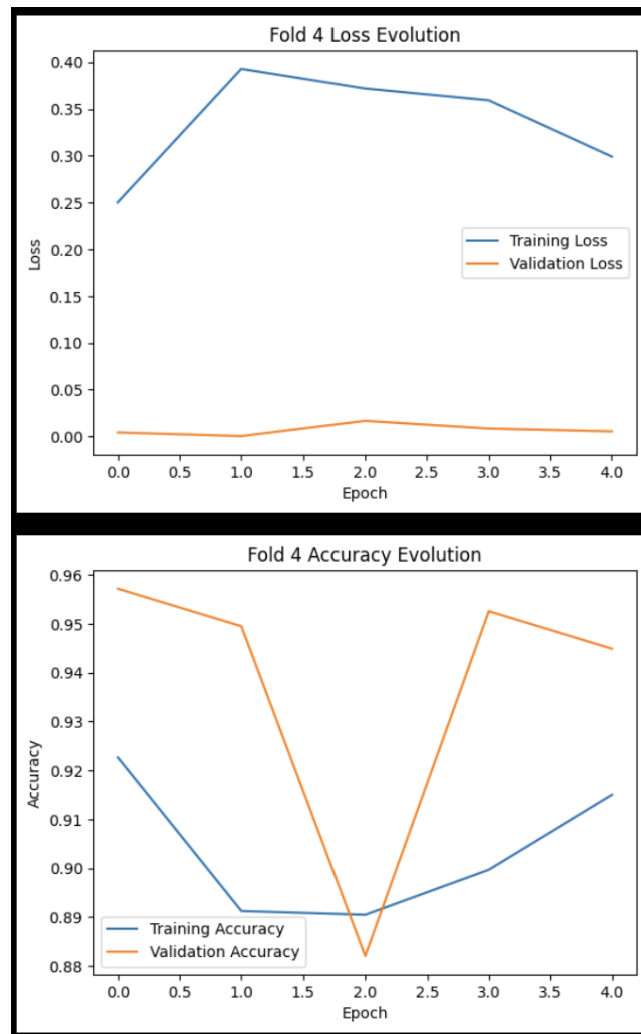 Fold 4 Loss Evolution
0.40
0.35
0.30
0.25
0.20
0.15
0.10
0.05
0.00
Loss
Training Loss
Validation Loss
0.0 0.5 1.0 1.5 2.0 2.5 3.0 3.5 4.0
Epoch
Fold 4 Accuracy Evolution
0.96
0.95
0.94
0.93
0.92
0.91
0.90
0.89
0.88
Accuracy
Training Accuracy
Validation Accuracy
0.0 0.5 1.0 1.5 2.0 2.5 3.0 3.5 4.0
Epoch